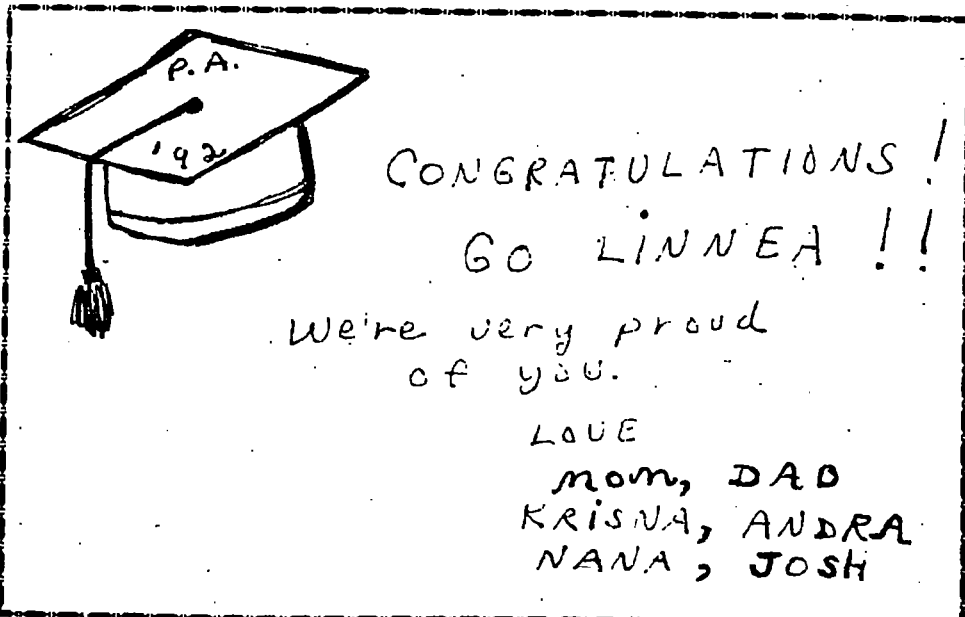 P.A.
'92
CONGRATULATIONS!
GO LINNEA!!
We're very proud
of you.
LOVE
mom, DAD
KRISNA, ANDRA
NANA, JOSH